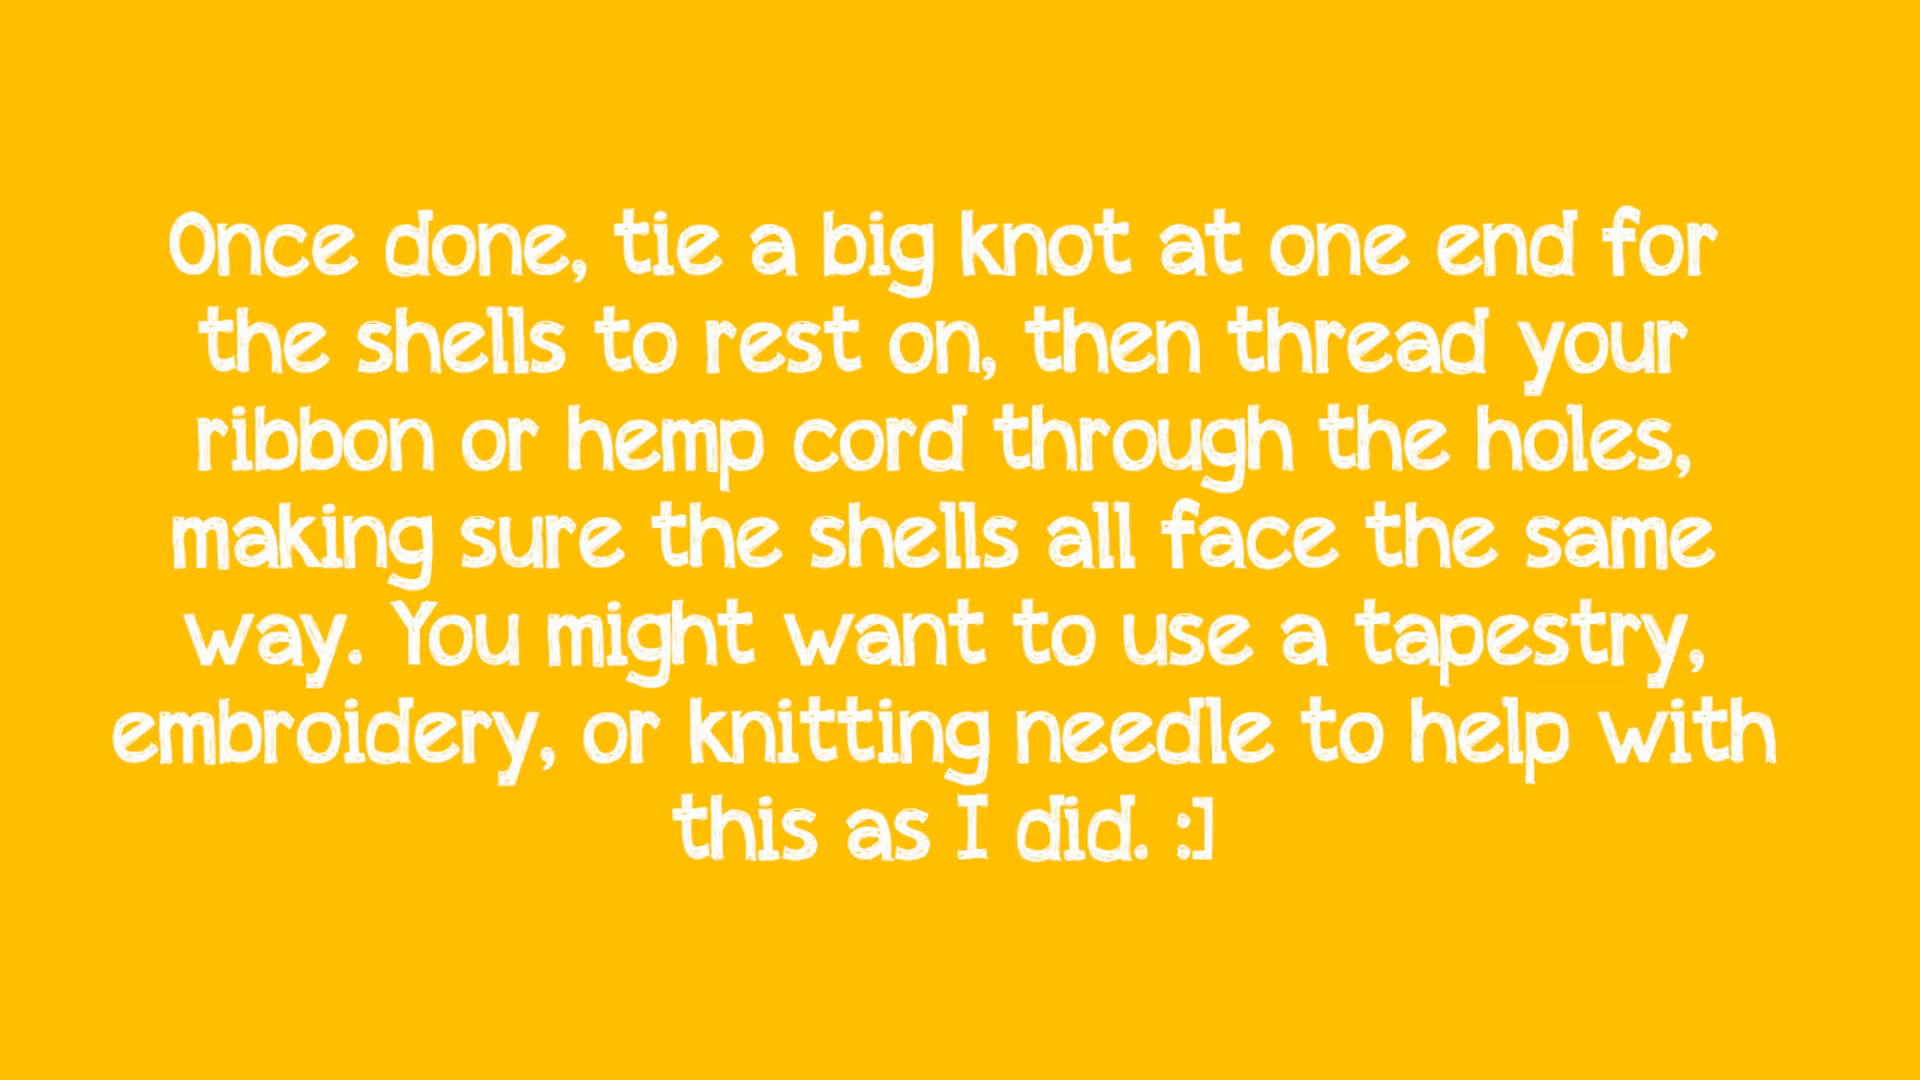 Once done, tie a big knot at one end for
the shells to rest on, then thread your
ribbon or hemp cord through the holes,
making sure the shells all face the same
way. You might want to use a tapestry,
embroidery, or knitting needle to help with
this as I did. :]